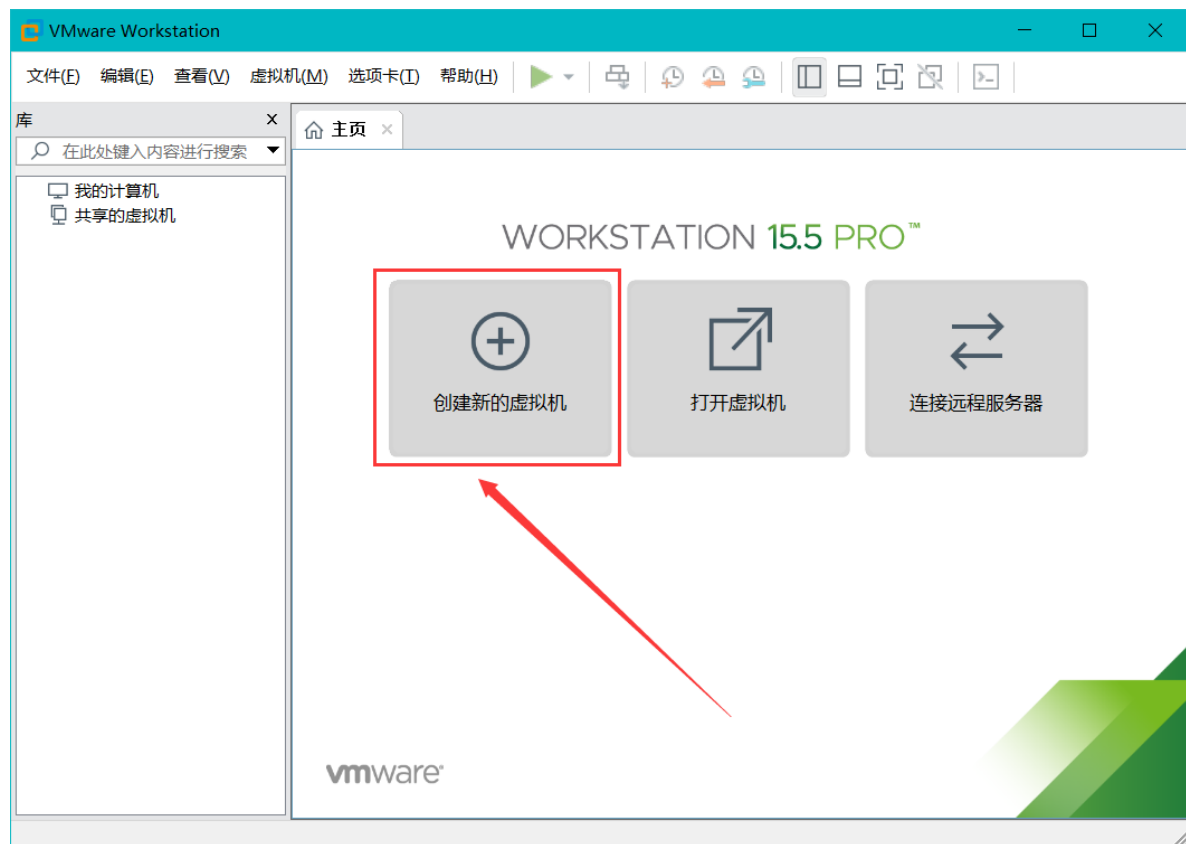 VMware Workstation
文件(F) 编辑(E) 查看(V) 虚拟机(M) 选项卡(T) 帮助(H)
库
主页
在此处键入内容进行搜索
我的计算机
共享的虚拟机
WORKSTATION 15.5 PRO™
创建新的虚拟机 打开虚拟机 连接远程服务器
vmware®